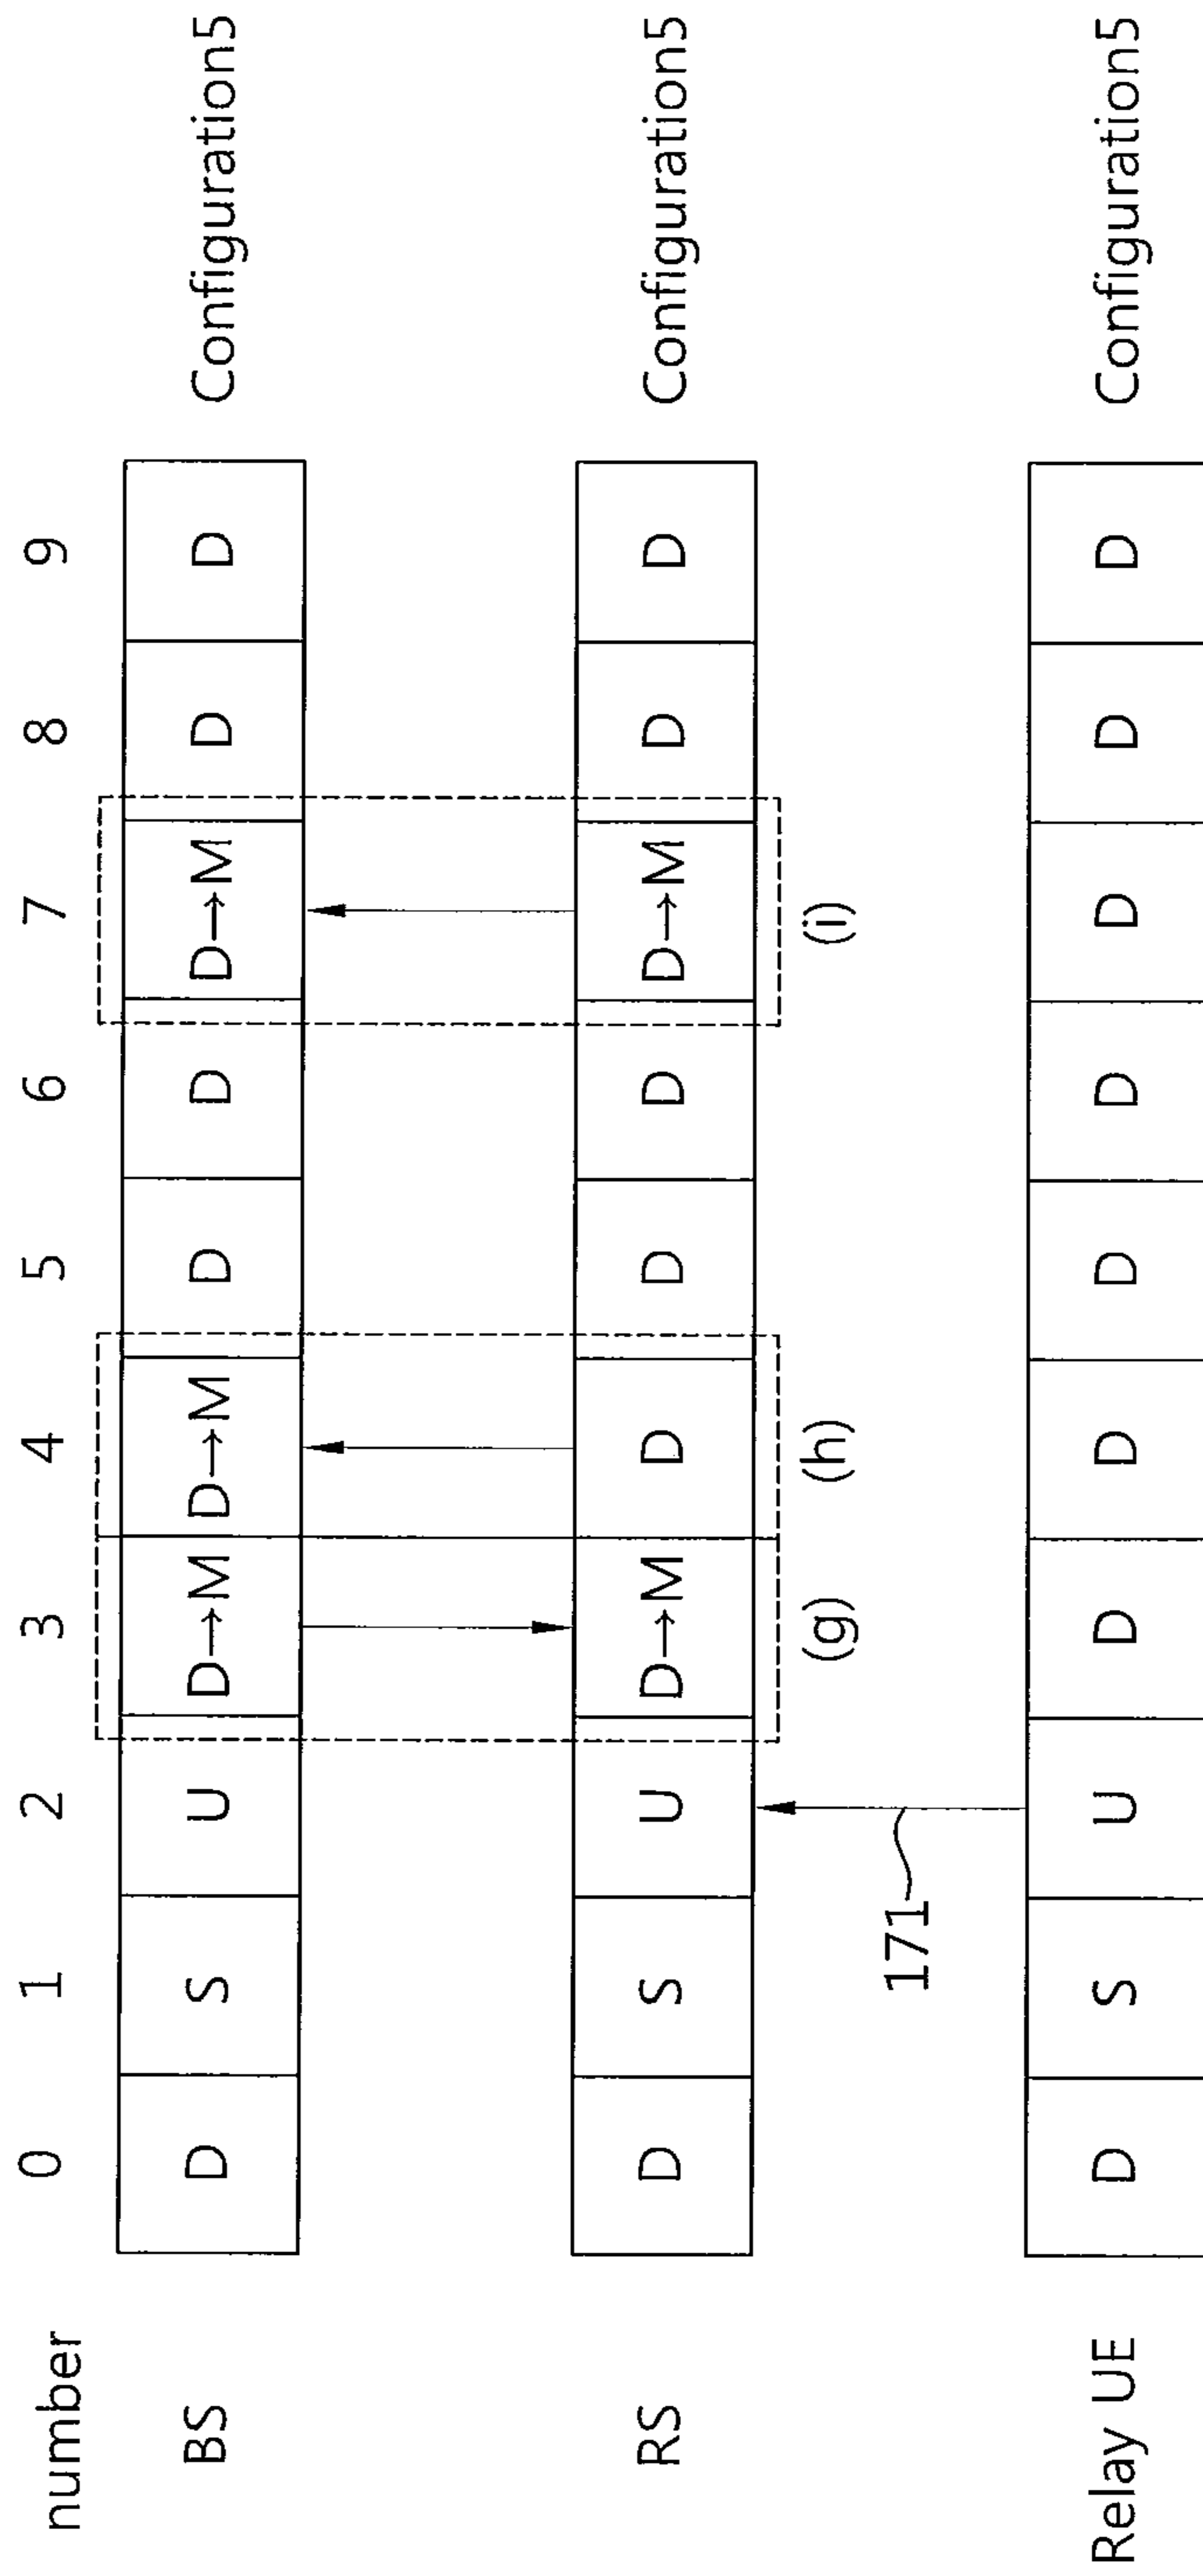 number 0 1 2 3 4 5 6 7 8 9
BS D S U D→M D→M D D D→M D D Configuration5
RS D S U D→M D D D D→M D D Configuration5
(g) (h) (i)
171
Relay UE D S U D D D D D D D Configuration5